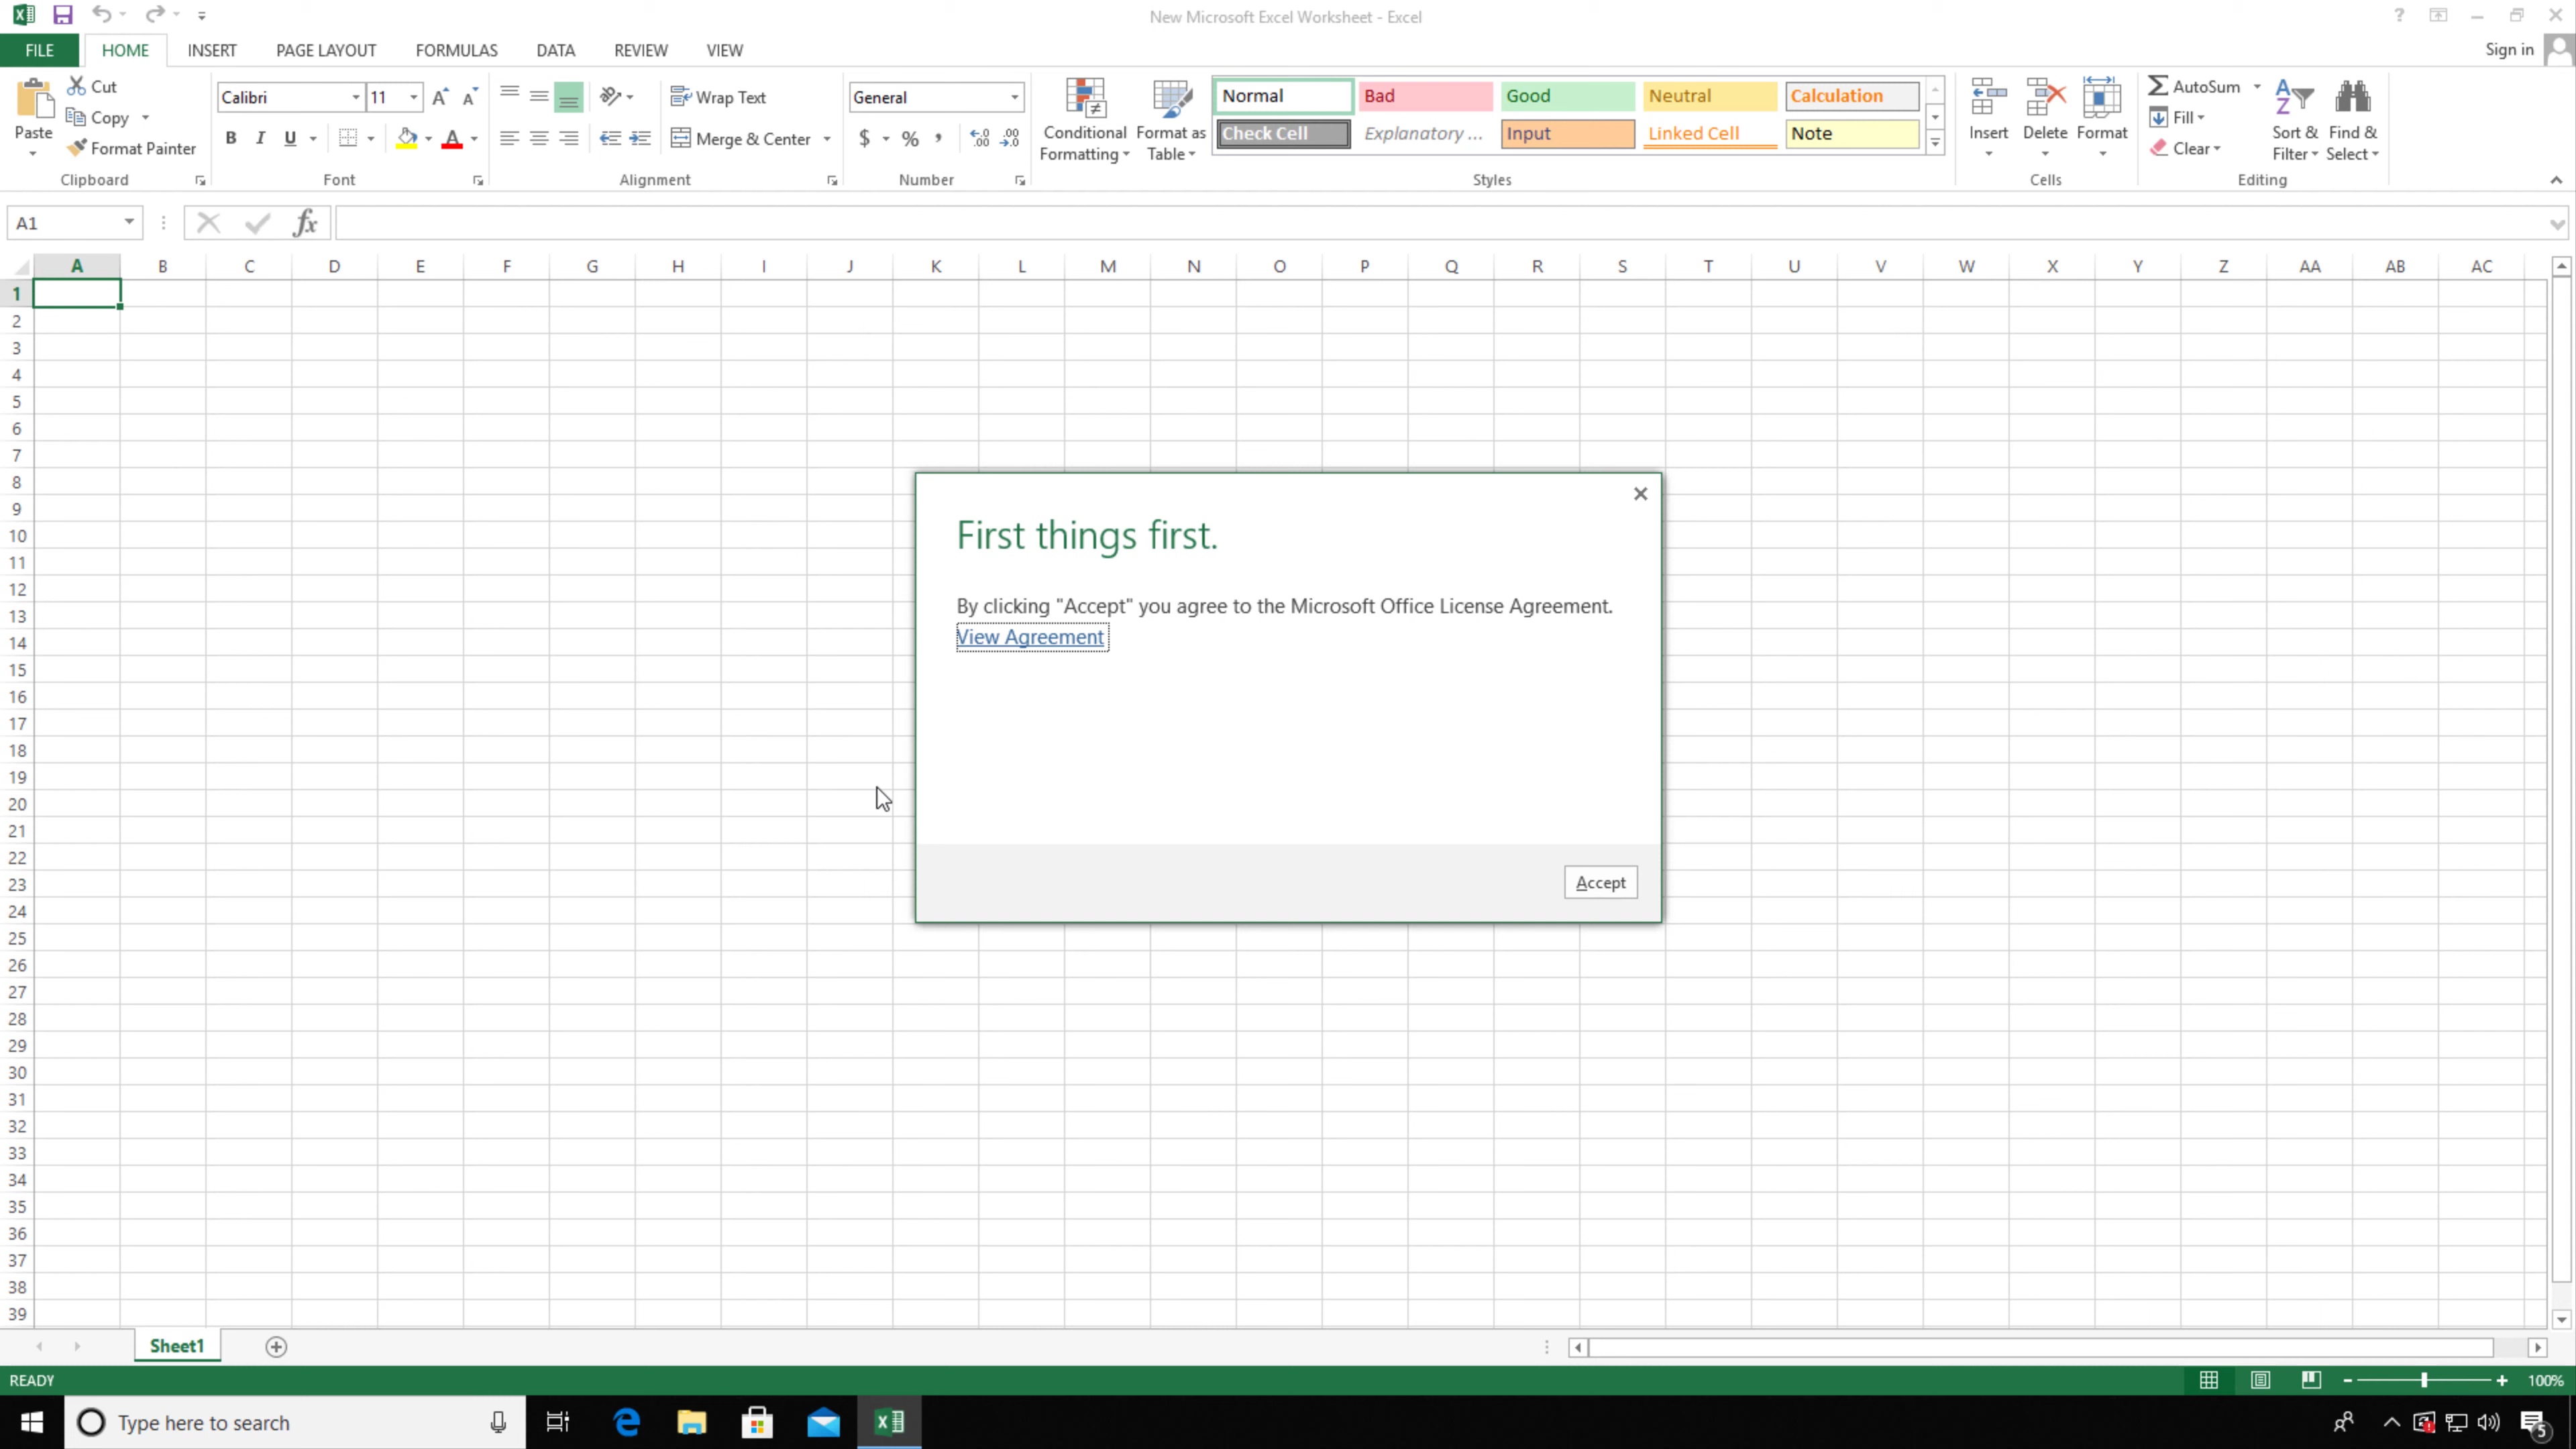 New Microsoft Excel Worksheet - Excel
FILE HOME INSERT PAGE LAYOUT FORMULAS DATA REVIEW VIEW Sign in
Paste
Cut
Copy
Format Painter
Clipboard
Calibri 11
B I U A
Font
Wrap Text
Merge & Center
Alignment
General
$ % ,
Number
Conditional Formatting
Format as Table
Normal Bad Good Neutral Calculation
Check Cell Explanatory ... Input Linked Cell Note
Styles
Insert Delete Format
Cells
AutoSum
Fill
Clear
Sort & Filter
Find & Select
Editing
A1 fx
A B C D E F G H I J K L M N O P Q R S T U V W X Y Z AA AB AC
1
2
3
4
5
6
7
8
9
10
11
12
13
14
15
16
17
18
19
20
21
22
23
24
25
26
27
28
29
30
31
32
33
34
35
36
37
38
39
First things first.
By clicking "Accept" you agree to the Microsoft Office License Agreement.
View Agreement
Accept
Sheet1
READY 100%
Type here to search 5